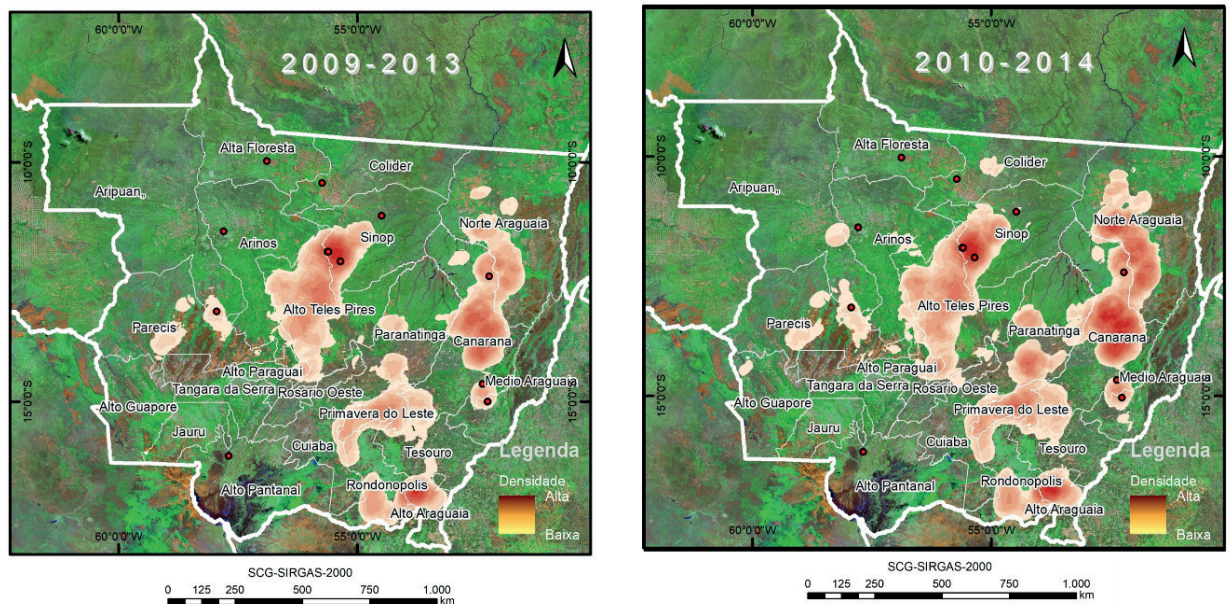 60°0'0"W
55°0'0"W
2009-2013
10°0'0"S
10°0'0"S
Alta Floresta
Colider
Aripuan,,
Norte Araguaia
Arinos
Sinop
Alto Teles Pires
Parecis
Paranatinga
Canarana
Alto Paraguai
Tangara da Serra
Rosario Oeste
Medio Araguaia
15°0'0"S
15°0'0"S
Alto Guapore
Primavera do Leste
Jauru
Cuiaba
Tesouro
Legenda
Alto Pantanal
Rondonopolis
Densidade
Alta
Alto Araguaia
Baixa
60°0'0"W
55°0'0"W
SCG-SIRGAS-2000
0 125 250 500 750 1.000
km
60°0'0"W
55°0'0"W
2010-2014
10°0'0"S
10°0'0"S
Alta Floresta
Colider
Aripuan,,
Norte Araguaia
Arinos
Sinop
Alto Teles Pires
Parecis
Paranatinga
Canarana
Alto Paraguai
Tangara da Serra
Rosario Oeste
Medio Araguaia
15°0'0"S
15°0'0"S
Alto Guapore
Primavera do Leste
Jauru
Cuiaba
Tesouro
Legenda
Alto Pantanal
Rondonopolis
Densidade
Alta
Alto Araguaia
Baixa
60°0'0"W
55°0'0"W
SCG-SIRGAS-2000
0 125 250 500 750 1.000
km